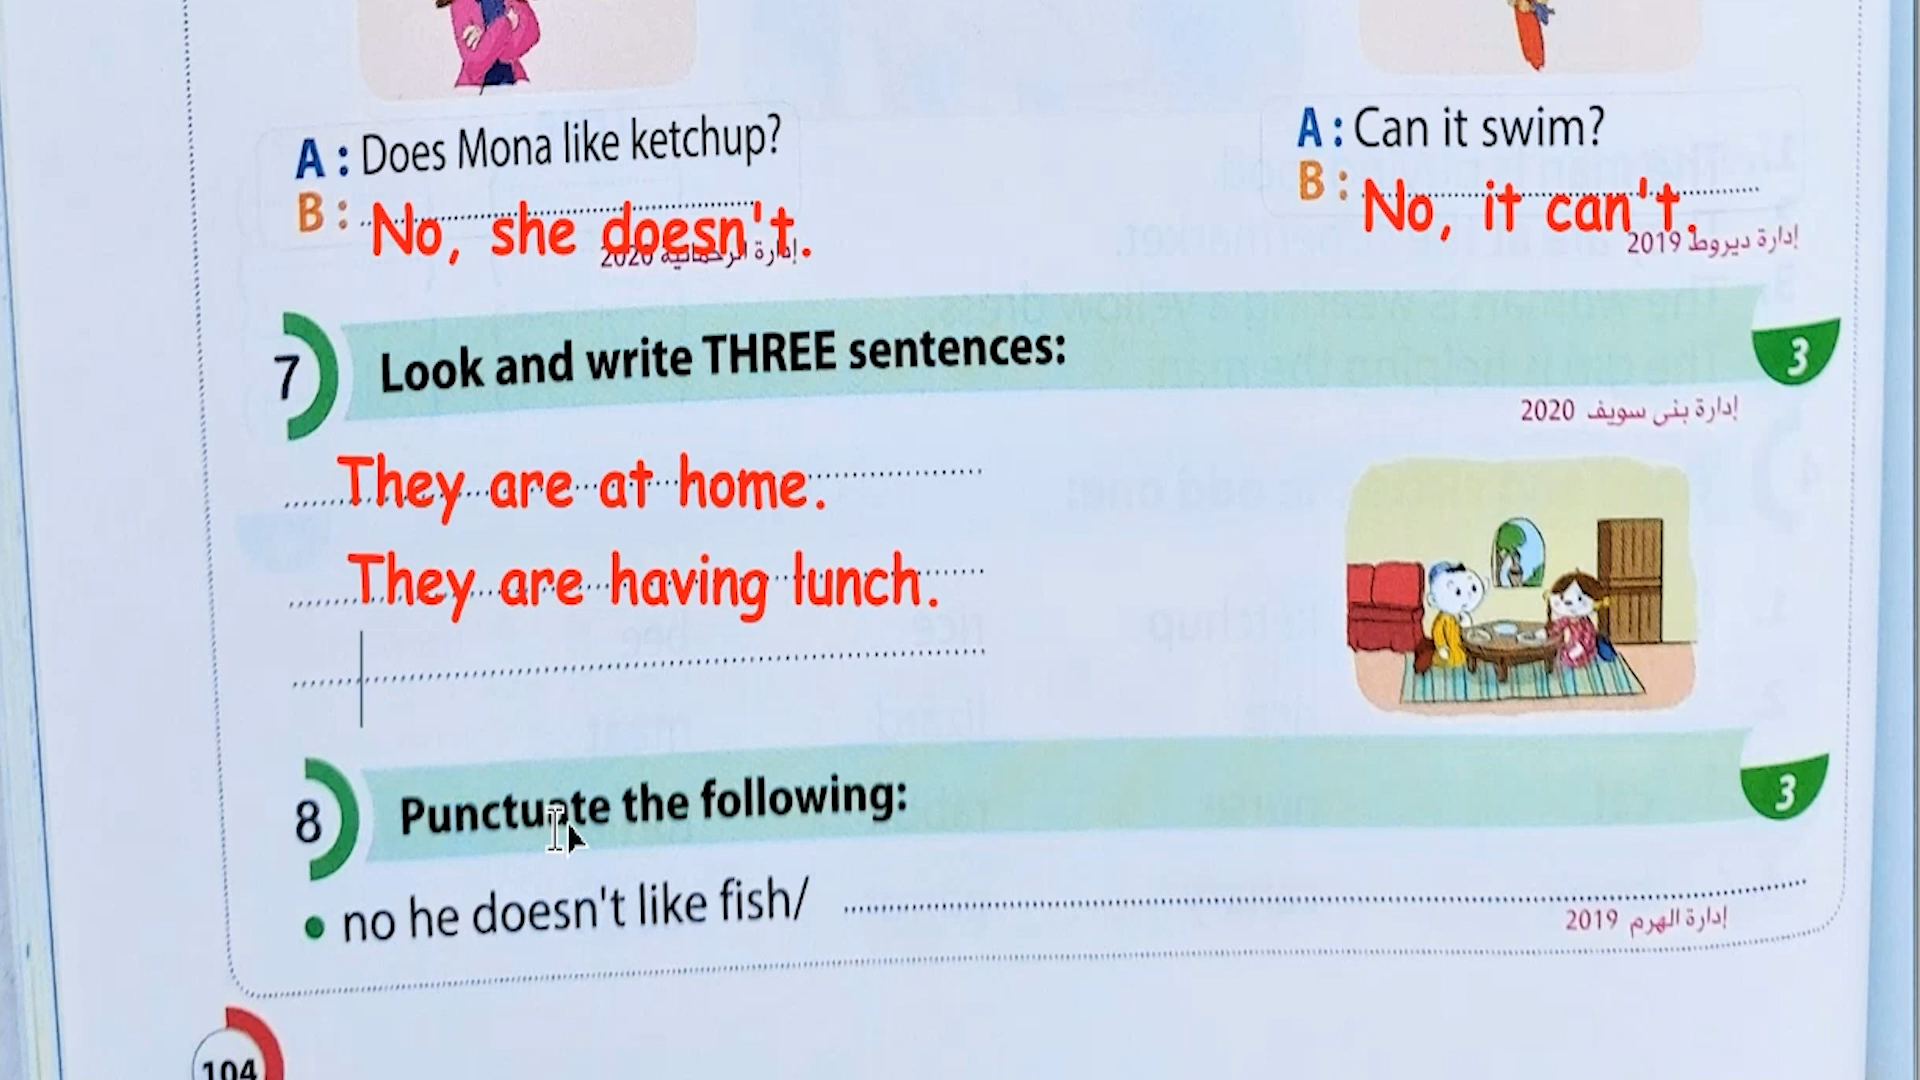 A : Does Mona like ketchup?
B : No, she doesn't.
إدارة الرحمانية 2020
A : Can it swim?
B : No, it can't.
إدارة ديروط 2019
7 Look and write THREE sentences: 3
إدارة بنى سويف 2020
They are at home.
They are having lunch.
8 Punctuate the following: 3
• no he doesn't like fish/
إدارة الهرم 2019
104